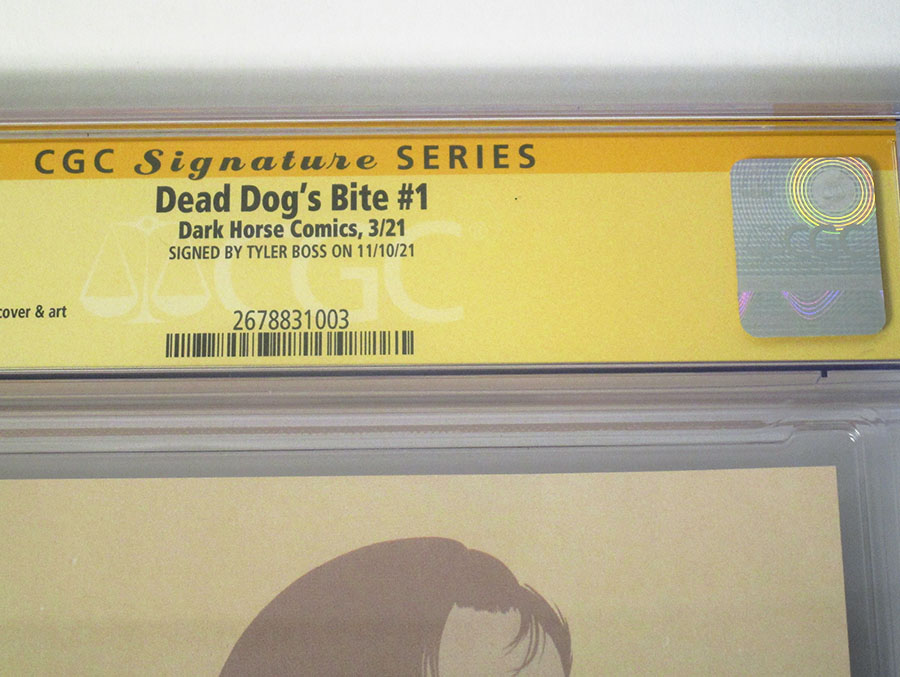 CGC Signature SERIES
Dead Dog's Bite #1
Dark Horse Comics, 3/21
SIGNED BY TYLER BOSS ON 11/10/21
CGC®
cover & art
2678831003